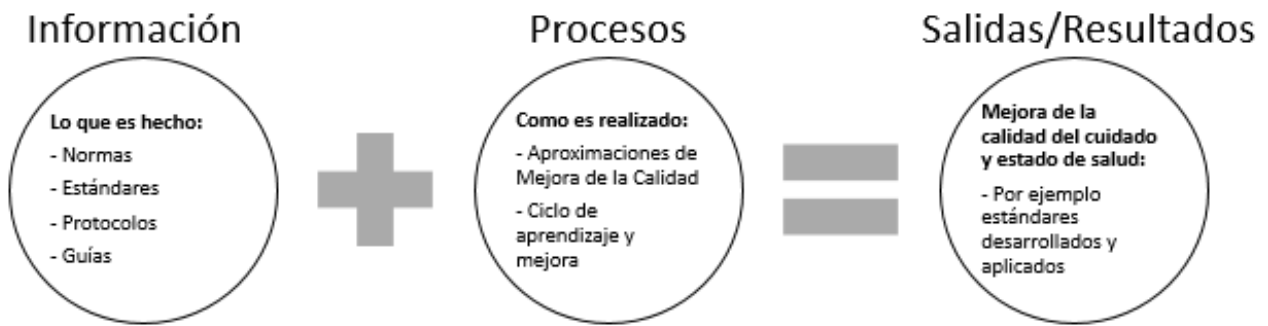 Información
Procesos
Salidas/Resultados
Lo que es hecho:
- Normas
- Estándares
- Protocolos
- Guías
Como es realizado:
- Aproximaciones de
Mejora de la Calidad
- Ciclo de
aprendizaje y
mejora
Mejora de la
calidad del cuidado
y estado de salud:
- Por ejemplo
estándares
desarrollados y
aplicados